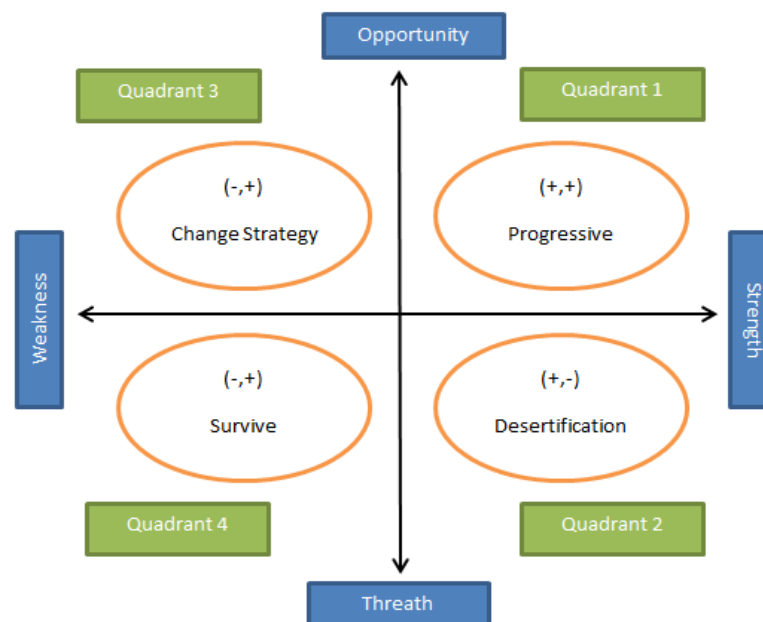 Opportunity
Quadrant 3
Quadrant 1
(-,+)
Change Strategy
(+,+)
Progressive
Weakness
Strength
(-,+)
Survive
(+,-)
Desertification
Quadrant 4
Quadrant 2
Threath